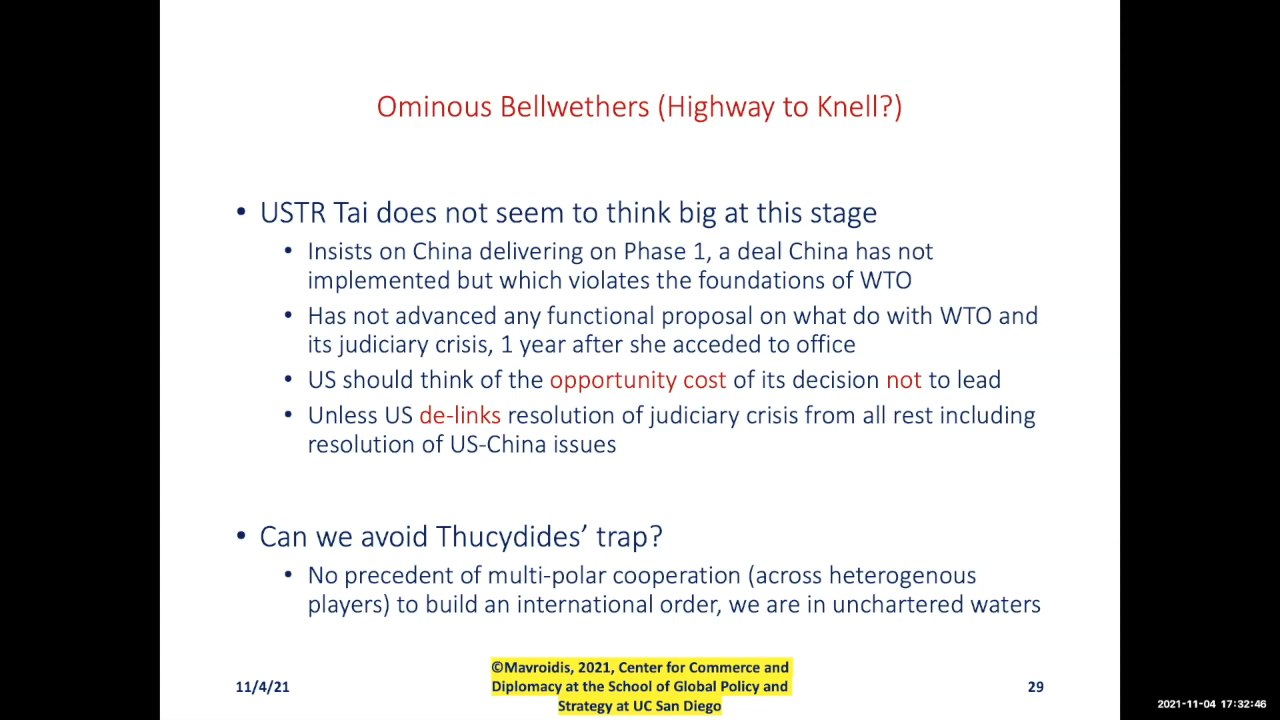 Ominous Bellwethers (Highway to Knell?)
• USTR Tai does not seem to think big at this stage
• Insists on China delivering on Phase 1, a deal China has not
implemented but which violates the foundations of WTO
• Has not advanced any functional proposal on what do with WTO and
its judiciary crisis, 1 year after she acceded to office
• US should think of the opportunity cost of its decision not to lead
• Unless US de-links resolution of judiciary crisis from all rest including
resolution of US-China issues
• Can we avoid Thucydides’ trap?
• No precedent of multi-polar cooperation (across heterogenous
players) to build an international order, we are in unchartered waters
11/4/21
©Mavroidis, 2021, Center for Commerce and
Diplomacy at the School of Global Policy and
Strategy at UC San Diego
29
2021-11-04 17:32:46